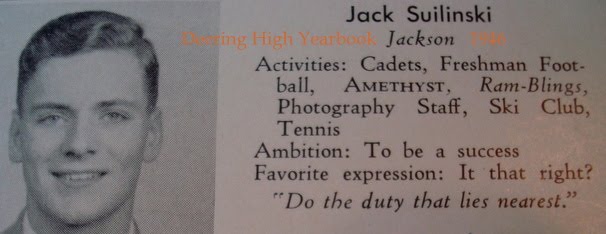 Jack Suilinski
Deering High Yearbook Jackson
Activities: Cadets, Freshman Foot-
ball, AMETHYST, Ram-Blings,
Photography Staff, Ski Club,
Tennis
Ambition: To be a success
Favorite expression: It that right?
"Do the duty that lies nearest."